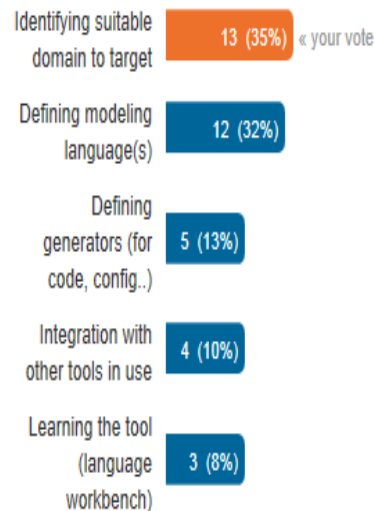 Identifying suitable
domain to target
13 (35%) « your vote
Defining modeling
language(s)
12 (32%)
Defining
generators (for
code, config..)
5 (13%)
Integration with
other tools in use
4 (10%)
Learning the tool
(language
workbench)
3 (8%)